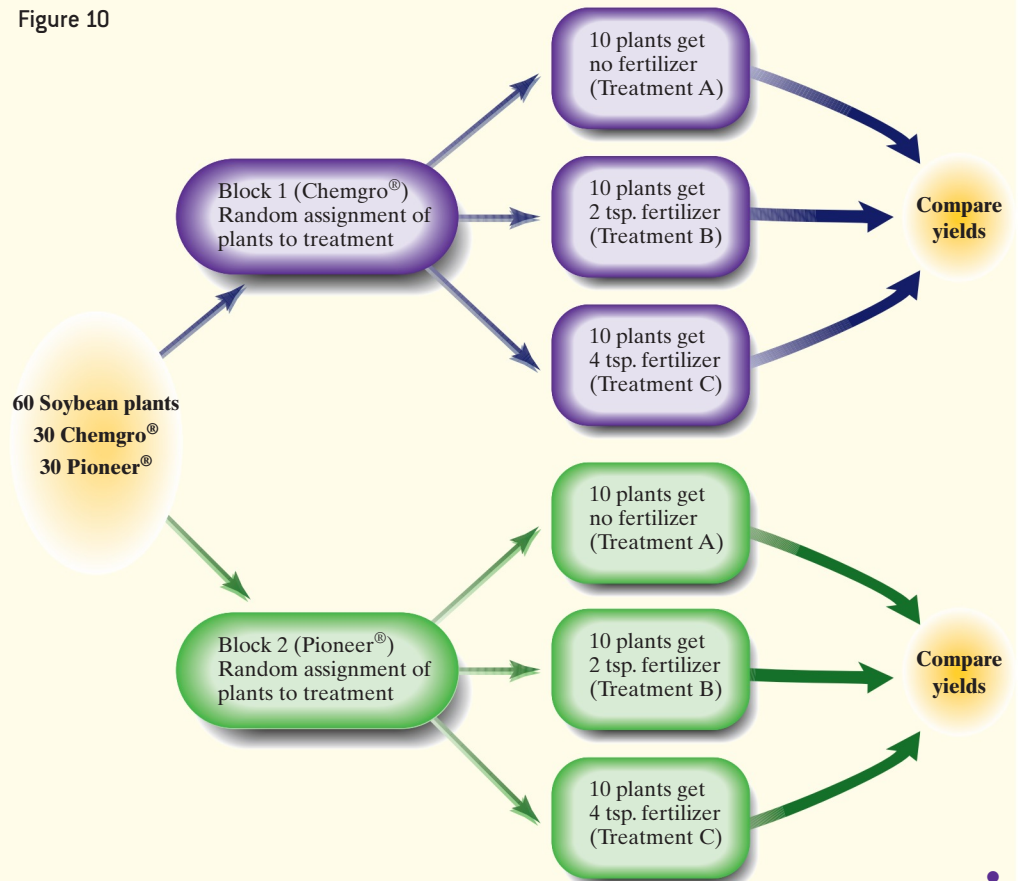 Figure 10
60 Soybean plants
30 Chemgro®
30 Pioneer®
Block 1 (Chemgro®)
Random assignment of
plants to treatment
10 plants get
no fertilizer
(Treatment A)
10 plants get
2 tsp. fertilizer
(Treatment B)
10 plants get
4 tsp. fertilizer
(Treatment C)
Compare
yields
Block 2 (Pioneer®)
Random assignment of
plants to treatment
10 plants get
no fertilizer
(Treatment A)
10 plants get
2 tsp. fertilizer
(Treatment B)
10 plants get
4 tsp. fertilizer
(Treatment C)
Compare
yields